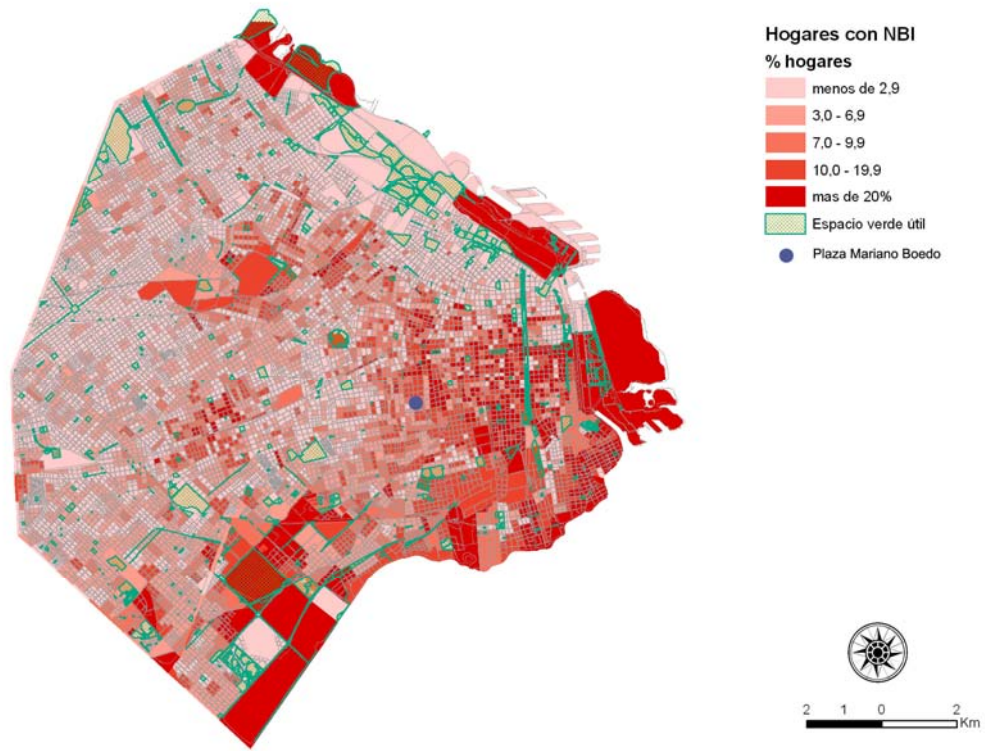 Hogares con NBI
% hogares
menos de 2,9
3,0 - 6,9
7,0 - 9,9
10,0 - 19,9
mas de 20%
Espacio verde útil
Plaza Mariano Boedo
2 1 0 2
Km